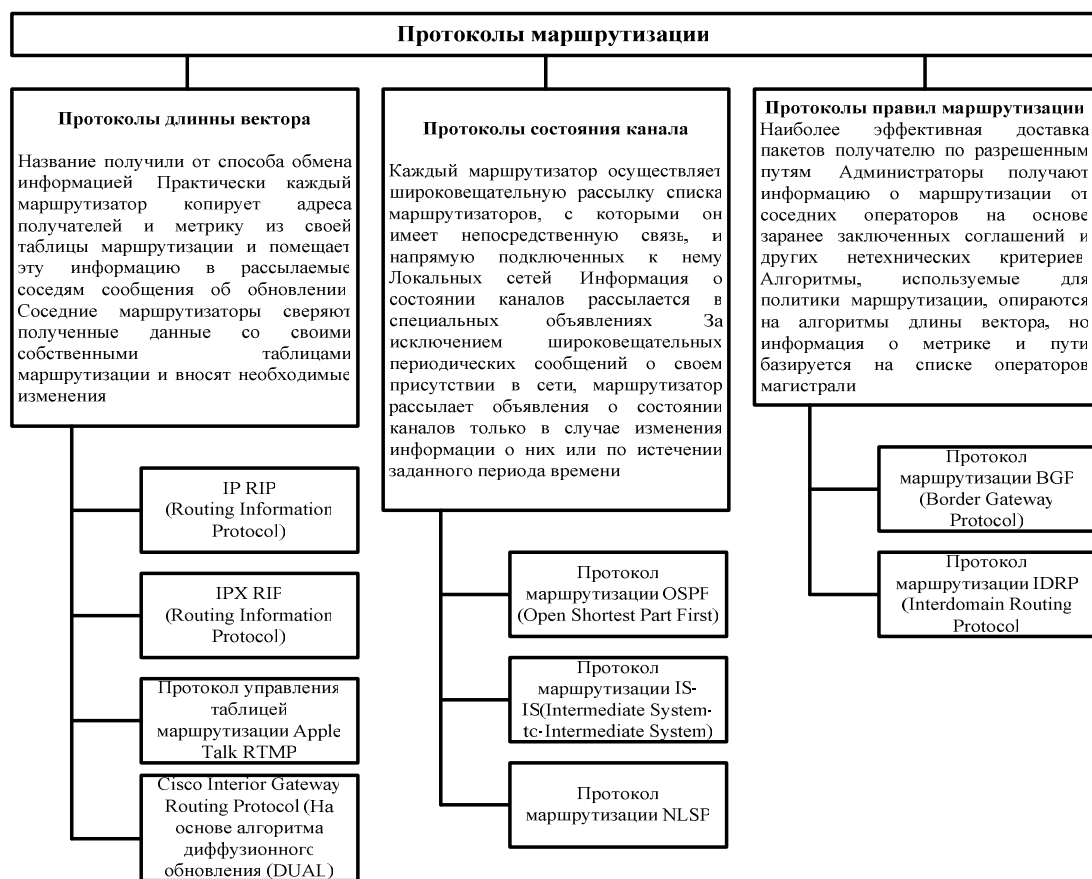 Протоколы маршрутизации
Протоколы длинны вектора
Название получили от способа обмена
информацией Практически каждый
маршрутизатор копирует адреса
получателей и метрику из своей
таблицы маршрутизации и помещает
эту информацию в рассылаемые
соседям сообщения об обновлении
Соседние маршрутизаторы сверяют
полученные данные со своими
собственными таблицами
маршрутизации и вносят необходимые
изменения
IP RIP
(Routing Information
Protocol)
IPX RIP
(Routing Information
Protocol)
Протокол управления
таблицей
маршрутизации Apple
Talk RTMP
Cisco Interior Gateway
Routing Protocol (На
основе алгоритма
диффузионного
обновления (DUAL)
Протоколы состояния канала
Каждый маршрутизатор осуществляет
широковещательную рассылку списка
маршрутизаторов, с которыми он
имеет непосредственную связь, и
напрямую подключенных к нему
Локальных сетей Информация о
состоянии каналов рассылается в
специальных объявлениях За
исключением широковещательных
периодических сообщений о своем
присутствии в сети, маршрутизатор
рассылает объявления о состоянии
каналов только в случае изменения
информации о них или по истечении
заданного периода времени
Протокол
маршрутизации OSPF
(Open Shortest Part First)
Протокол
маршрутизации IS-
IS(Intermediate System-
to-Intermediate System)
Протокол
маршрутизации NLSP
Протоколы правил маршрутизации
Наиболее эффективная доставка
пакетов получателю по разрешенным
путям Администраторы получают
информацию о маршрутизации от
соседних операторов на основе
заранее заключенных соглашений и
других нетехнических критериев
Алгоритмы, используемые для
политики маршрутизации, опираются
на алгоритмы длины вектора, но
информация о метрике и пути
базируется на списке операторов
магистрали
Протокол
маршрутизации BGP
(Border Gateway
Protocol)
Протокол
маршрутизации IDRP
(Interdomain Routing
Protocol